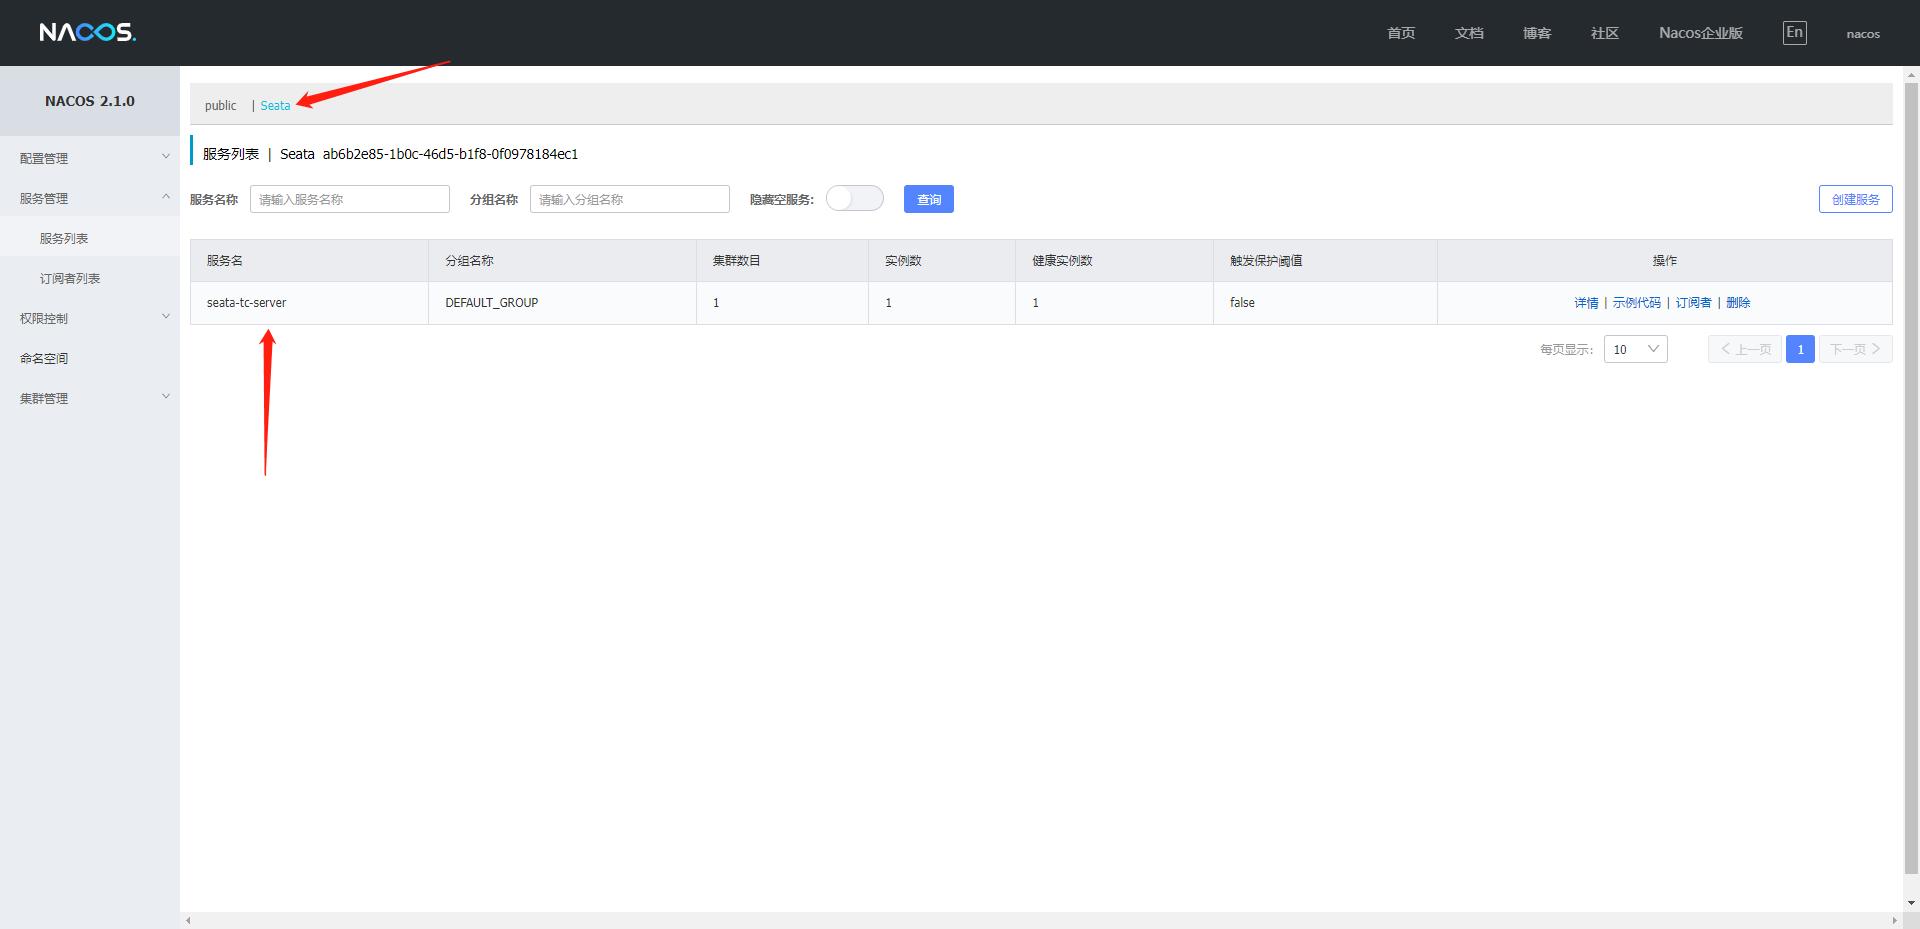 NACOS. 首页 文档 博客 社区 Nacos企业版 En nacos
NACOS 2.1.0
配置管理
服务管理
服务列表
订阅者列表
权限控制
命名空间
集群管理
public | Seata
服务列表 | Seata ab6b2e85-1b0c-46d5-b1f8-0f0978184ec1
服务名称 请输入服务名称 分组名称 请输入分组名称 隐藏空服务: 查询 创建服务
服务名 分组名称 集群数目 实例数 健康实例数 触发保护阈值 操作
seata-tc-server DEFAULT_GROUP 1 1 1 false 详情 | 示例代码 | 订阅者 | 删除
每页显示: 10 上一页 1 下一页